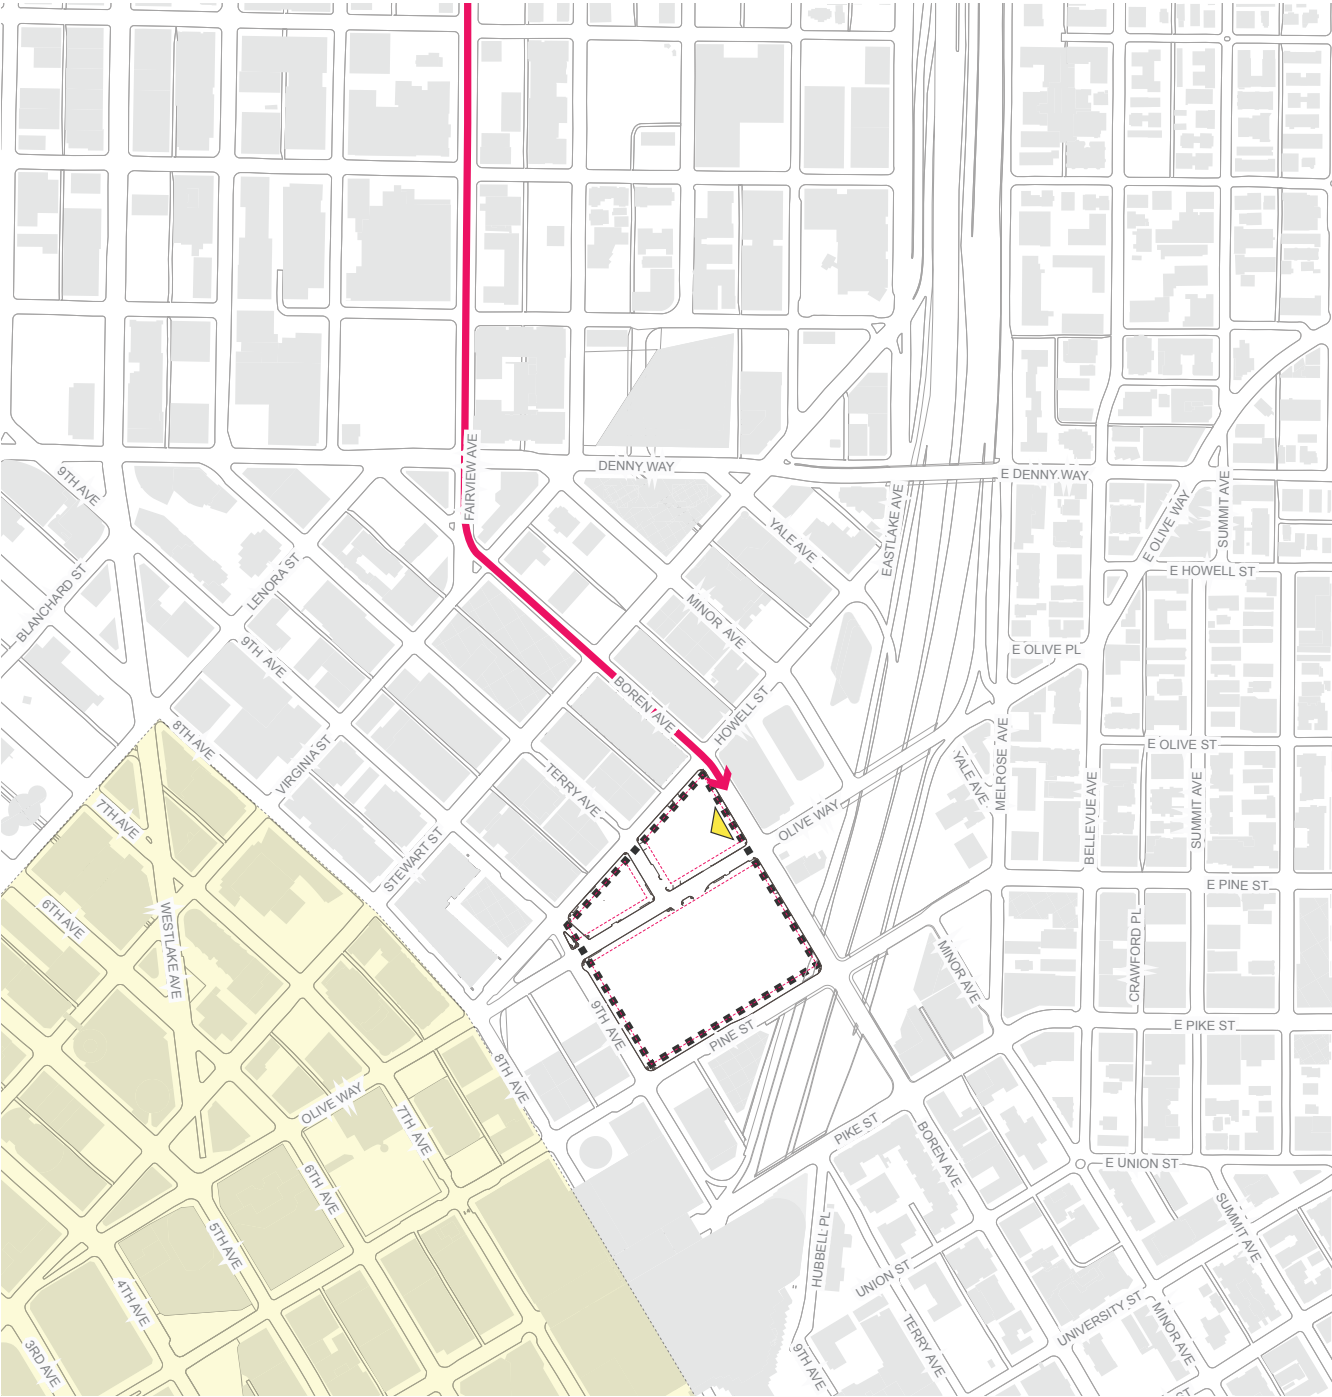 FAIRVIEW AVE
DENNY WAY
E DENNY WAY
9TH AVE
EASTLAKE AVE
SUMMIT AVE
E OLIVE WAY
YALE AVE
E HOWELL ST
LENORA ST
BLANCHARD ST
MINOR AVE
9TH AVE
E OLIVE PL
BOREN AVE
HOWELL ST
8TH AVE
VIRGINIA ST
E OLIVE ST
MELROSE AVE
YALE AVE
TERRY AVE
BELLEVUE AVE
SUMMIT AVE
7TH AVE
OLIVE WAY
STEWART ST
E PINE ST
6TH AVE
WESTLAKE AVE
CRAWFORD PL
MINOR AVE
9TH AVE
PINE ST
E PIKE ST
8TH AVE
OLIVE WAY
7TH AVE
PIKE ST
BOREN AVE
E UNION ST
6TH AVE
SUMMIT AVE
5TH AVE
HUBBELL PL
UNION ST
4TH AVE
UNIVERSITY ST
MINOR AVE
TERRY AVE
9TH AVE
3RD AVE